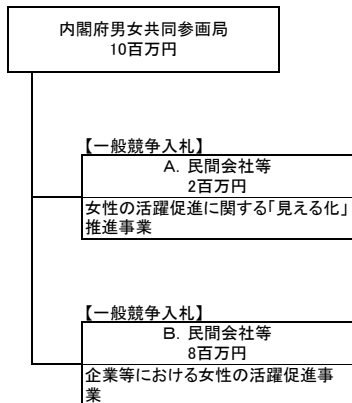 内閣府男女共同参画局
10百万円
【一般競争入札】
A. 民間会社等
2百万円
女性の活躍促進に関する「見える化」
推進事業
【一般競争入札】
B. 民間会社等
8百万円
企業等における女性の活躍促進事
業